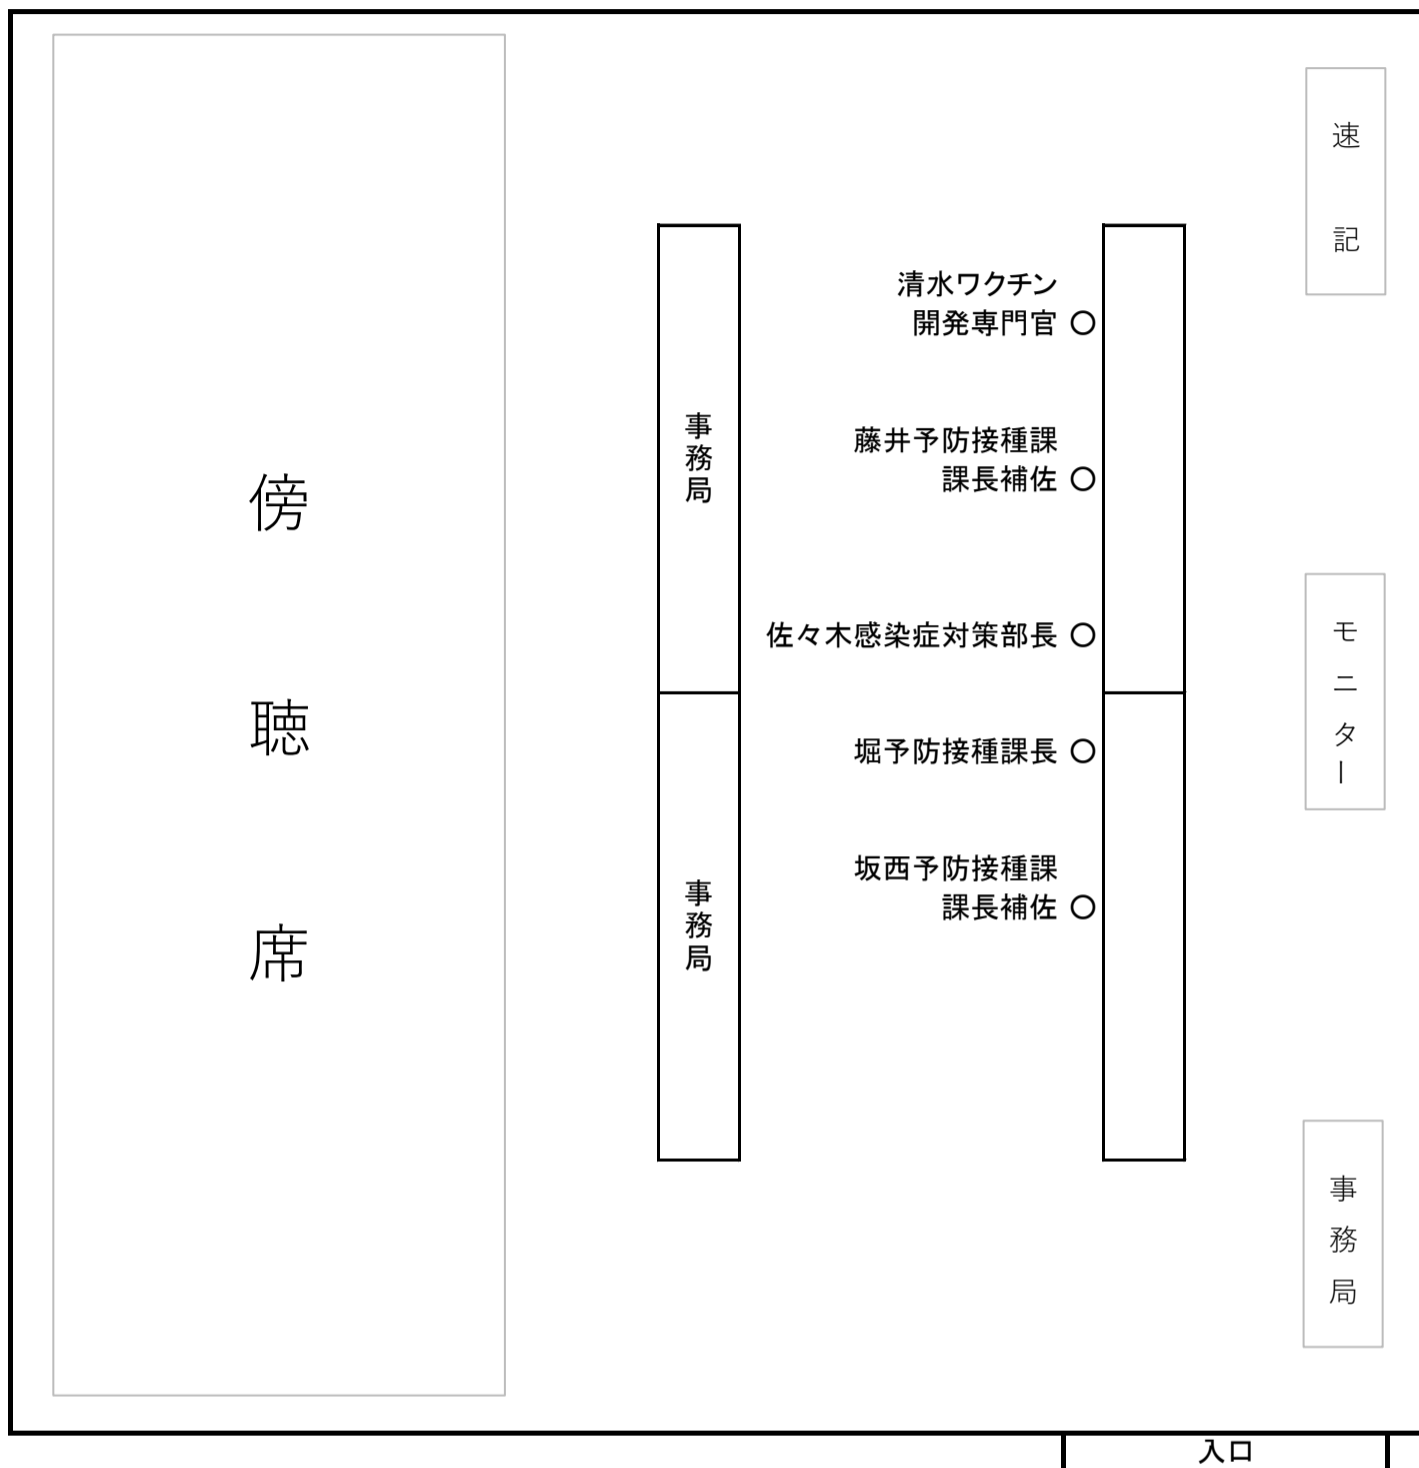 傍聴席
事務局
事務局
清水ワクチン
開発専門官 ○
藤井予防接種課
課長補佐 ○
佐々木感染症対策部長 ○
堀予防接種課長 ○
坂西予防接種課
課長補佐 ○
速記
モニター
事務局
入口